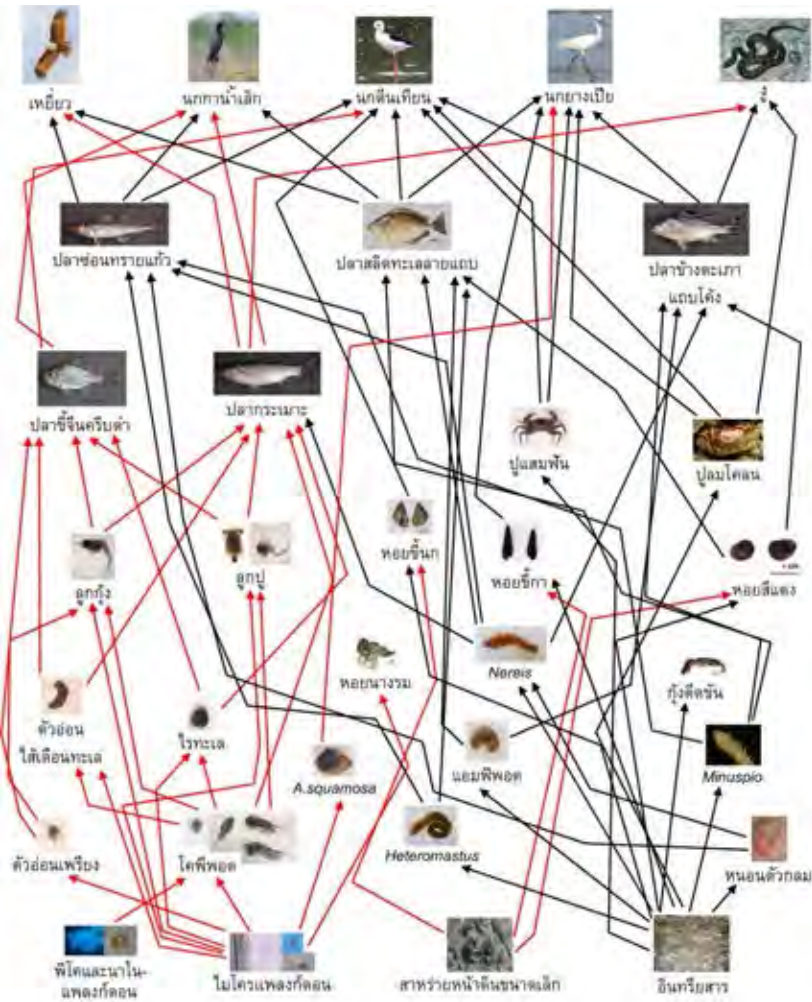 เหยี่ยว
นกกาน้ำเล็ก
นกตีนเทียน
นกยางเปีย
งู
ปลาซ่อนทรายแก้ว
ปลาสลิดทะเลลายแถบ
ปลาข้างตะเภา
แถบโค้ง
ปลาขี้จีนครีบดำ
ปลากระเมาะ
ปูแสมฟัน
ปูลมโคลน
ลูกกุ้ง
ลูกปู
หอยขี้นก
หอยขี้กา
หอยสีแดง
หอยนางรม
Nereis
กุ้งดีดขัน
ตัวอ่อน
ไส้เดือนทะเล
ไรทะเล
A.squamosa
แอมฟิพอด
Minuspio
ตัวอ่อนเพรียง
โคพีพอด
Heteromastus
หนอนตัวกลม
พิโคและนาโน-
แพลงก์ตอน
ไมโครแพลงก์ตอน
สาหร่ายหน้าดินขนาดเล็ก
อินทรียสาร